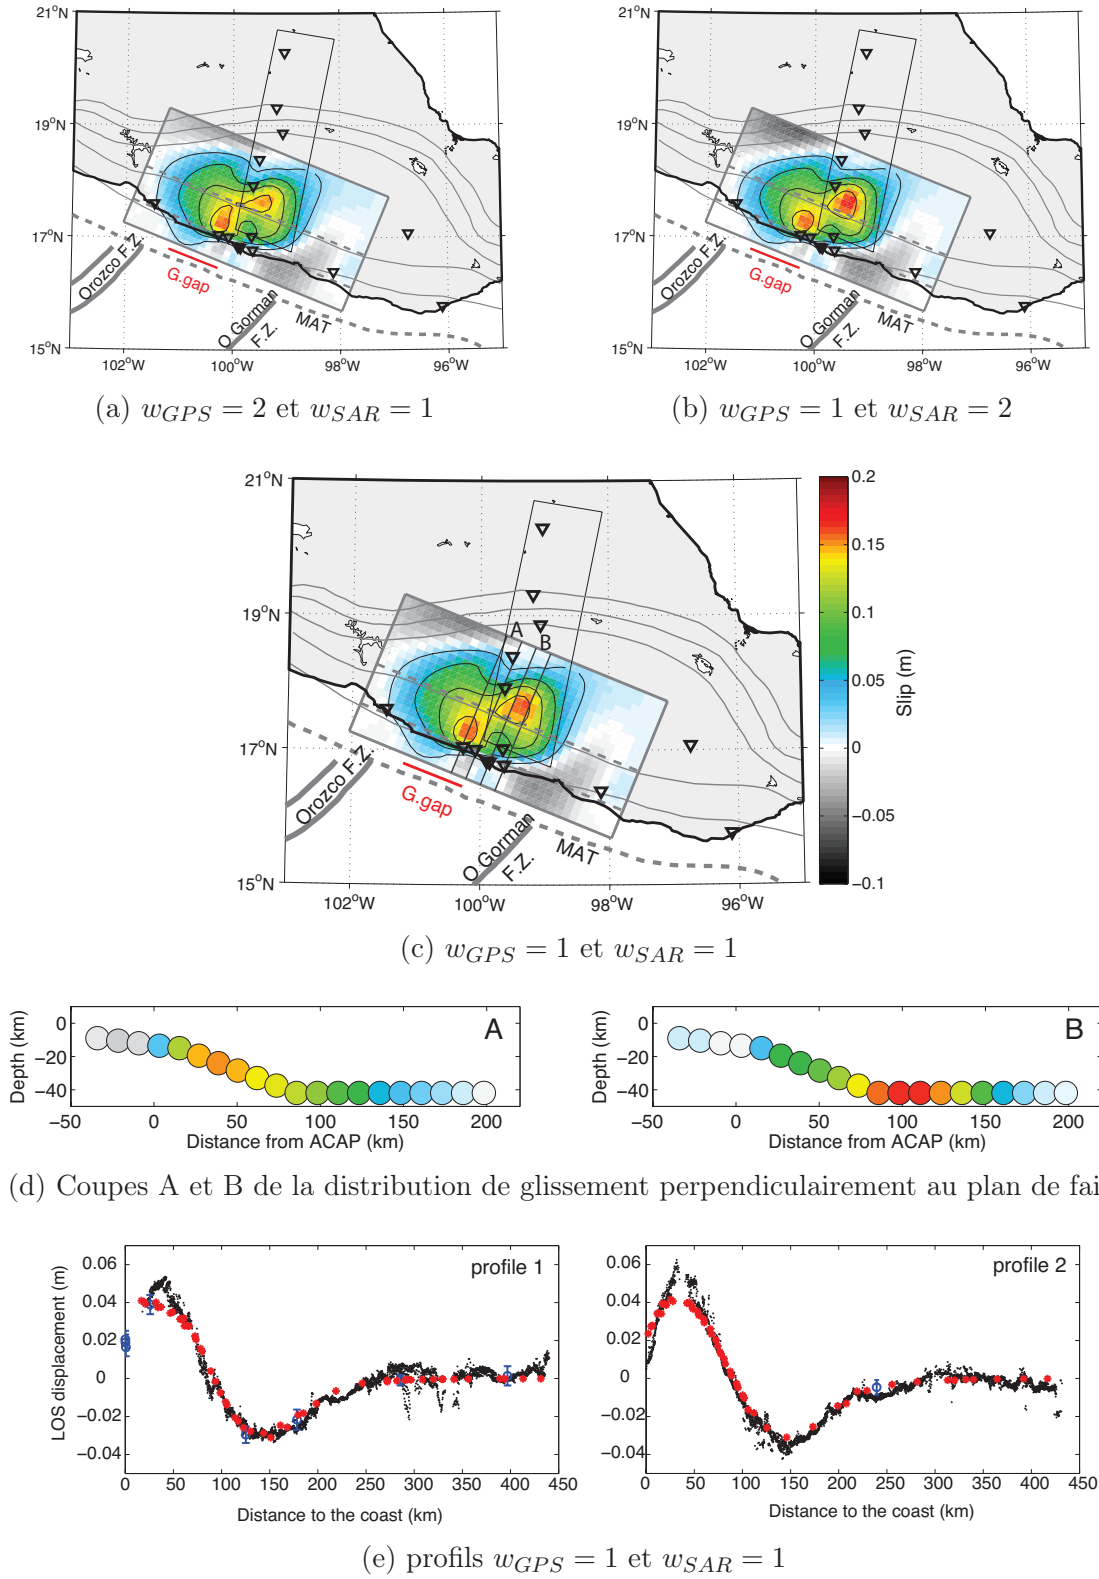 21°N
19°N
17°N
15°N
102°W
100°W
98°W
96°W
Orozco F.Z.
G.gap
O Gorman
F.Z.
MAT
(a) w_GPS = 2 et w_SAR = 1
21°N
19°N
17°N
15°N
102°W
100°W
98°W
96°W
Orozco F.Z.
G.gap
O Gorman
F.Z.
MAT
(b) w_GPS = 1 et w_SAR = 2
21°N
19°N
17°N
15°N
102°W
100°W
98°W
96°W
A
B
Orozco F.Z.
G.gap
O Gorman
F.Z.
MAT
0.2
0.15
0.1
0.05
0
−0.05
−0.1
Slip (m)
(c) w_GPS = 1 et w_SAR = 1
Depth (km)
0
−20
−40
A
−50 0 50 100 150 200
Distance from ACAP (km)
Depth (km)
0
−20
−40
B
−50 0 50 100 150 200
Distance from ACAP (km)
(d) Coupes A et B de la distribution de glissement perpendiculairement au plan de fai
LOS displacement (m)
0.06
0.04
0.02
0
−0.02
−0.04
profile 1
0 50 100 150 200 250 300 350 400 450
Distance to the coast (km)
0.06
0.04
0.02
0
−0.02
−0.04
profile 2
0 50 100 150 200 250 300 350 400 450
Distance to the coast (km)
(e) profils w_GPS = 1 et w_SAR = 1